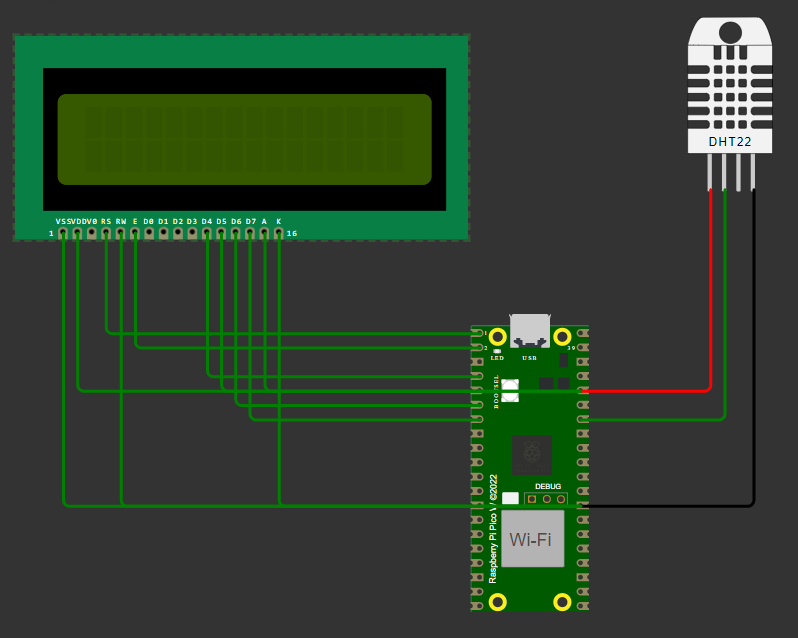 VSS VDD V0 RS RW E D0 D1 D2 D3 D4 D5 D6 D7 A K
1 16
DHT22
1
2 39
LED USB
BOOTSEL
DEBUG
Raspberry Pi Pico W ©2022
Wi-Fi